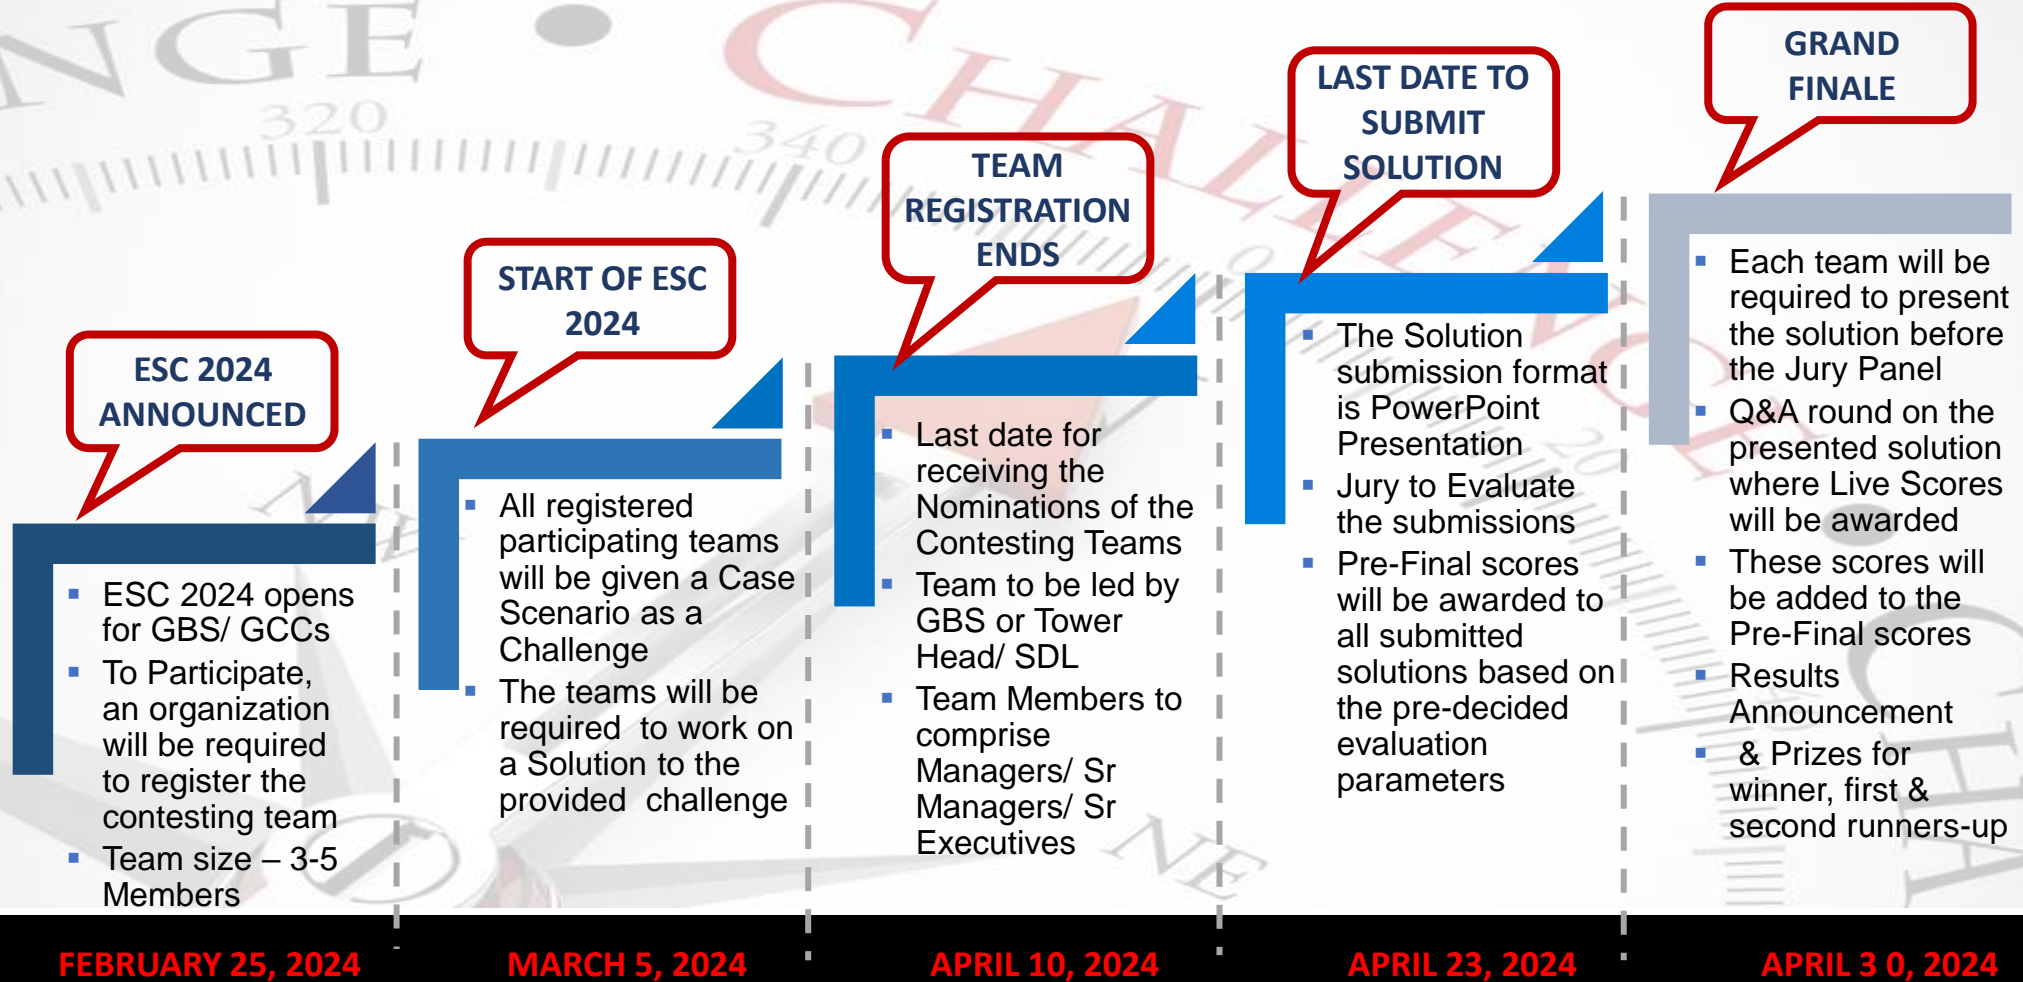 NGE • CHALLENGE • CHA
320
340
0
20
NW
N
NE
ESC 2024
ANNOUNCED
▪ ESC 2024 opens
for GBS/ GCCs
▪ To Participate,
an organization
will be required
to register the
contesting team
▪ Team size – 3-5
Members
FEBRUARY 25, 2024
START OF ESC
2024
▪ All registered
participating teams
will be given a Case
Scenario as a
Challenge
▪ The teams will be
required to work on
a Solution to the
provided challenge
MARCH 5, 2024
TEAM
REGISTRATION
ENDS
▪ Last date for
receiving the
Nominations of the
Contesting Teams
▪ Team to be led by
GBS or Tower
Head/ SDL
▪ Team Members to
comprise
Managers/ Sr
Managers/ Sr
Executives
APRIL 10, 2024
LAST DATE TO
SUBMIT
SOLUTION
▪ The Solution
submission format
is PowerPoint
Presentation
▪ Jury to Evaluate
the submissions
▪ Pre-Final scores
will be awarded to
all submitted
solutions based on
the pre-decided
evaluation
parameters
APRIL 23, 2024
GRAND
FINALE
▪ Each team will be
required to present
the solution before
the Jury Panel
▪ Q&A round on the
presented solution
where Live Scores
will be awarded
▪ These scores will
be added to the
Pre-Final scores
▪ Results
Announcement
▪ & Prizes for
winner, first &
second runners-up
APRIL 3 0, 2024